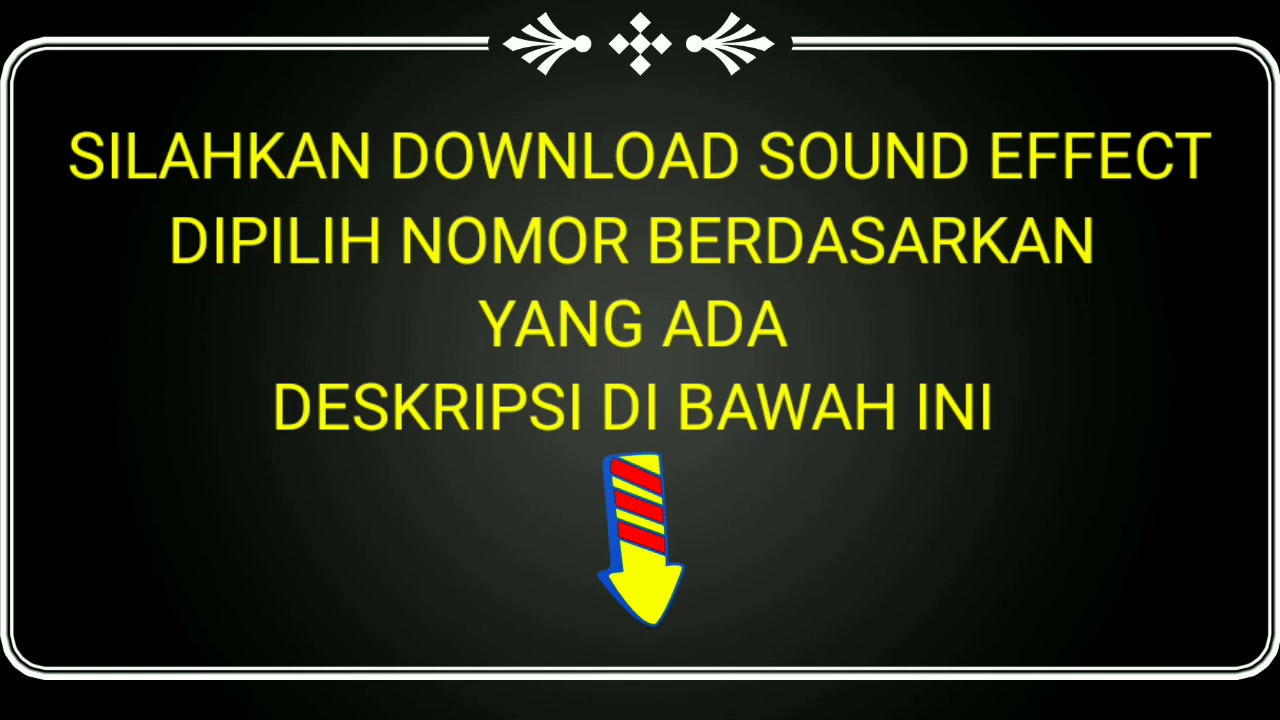 SILAHKAN DOWNLOAD SOUND EFFECT
DIPILIH NOMOR BERDASARKAN
YANG ADA
DESKRIPSI DI BAWAH INI